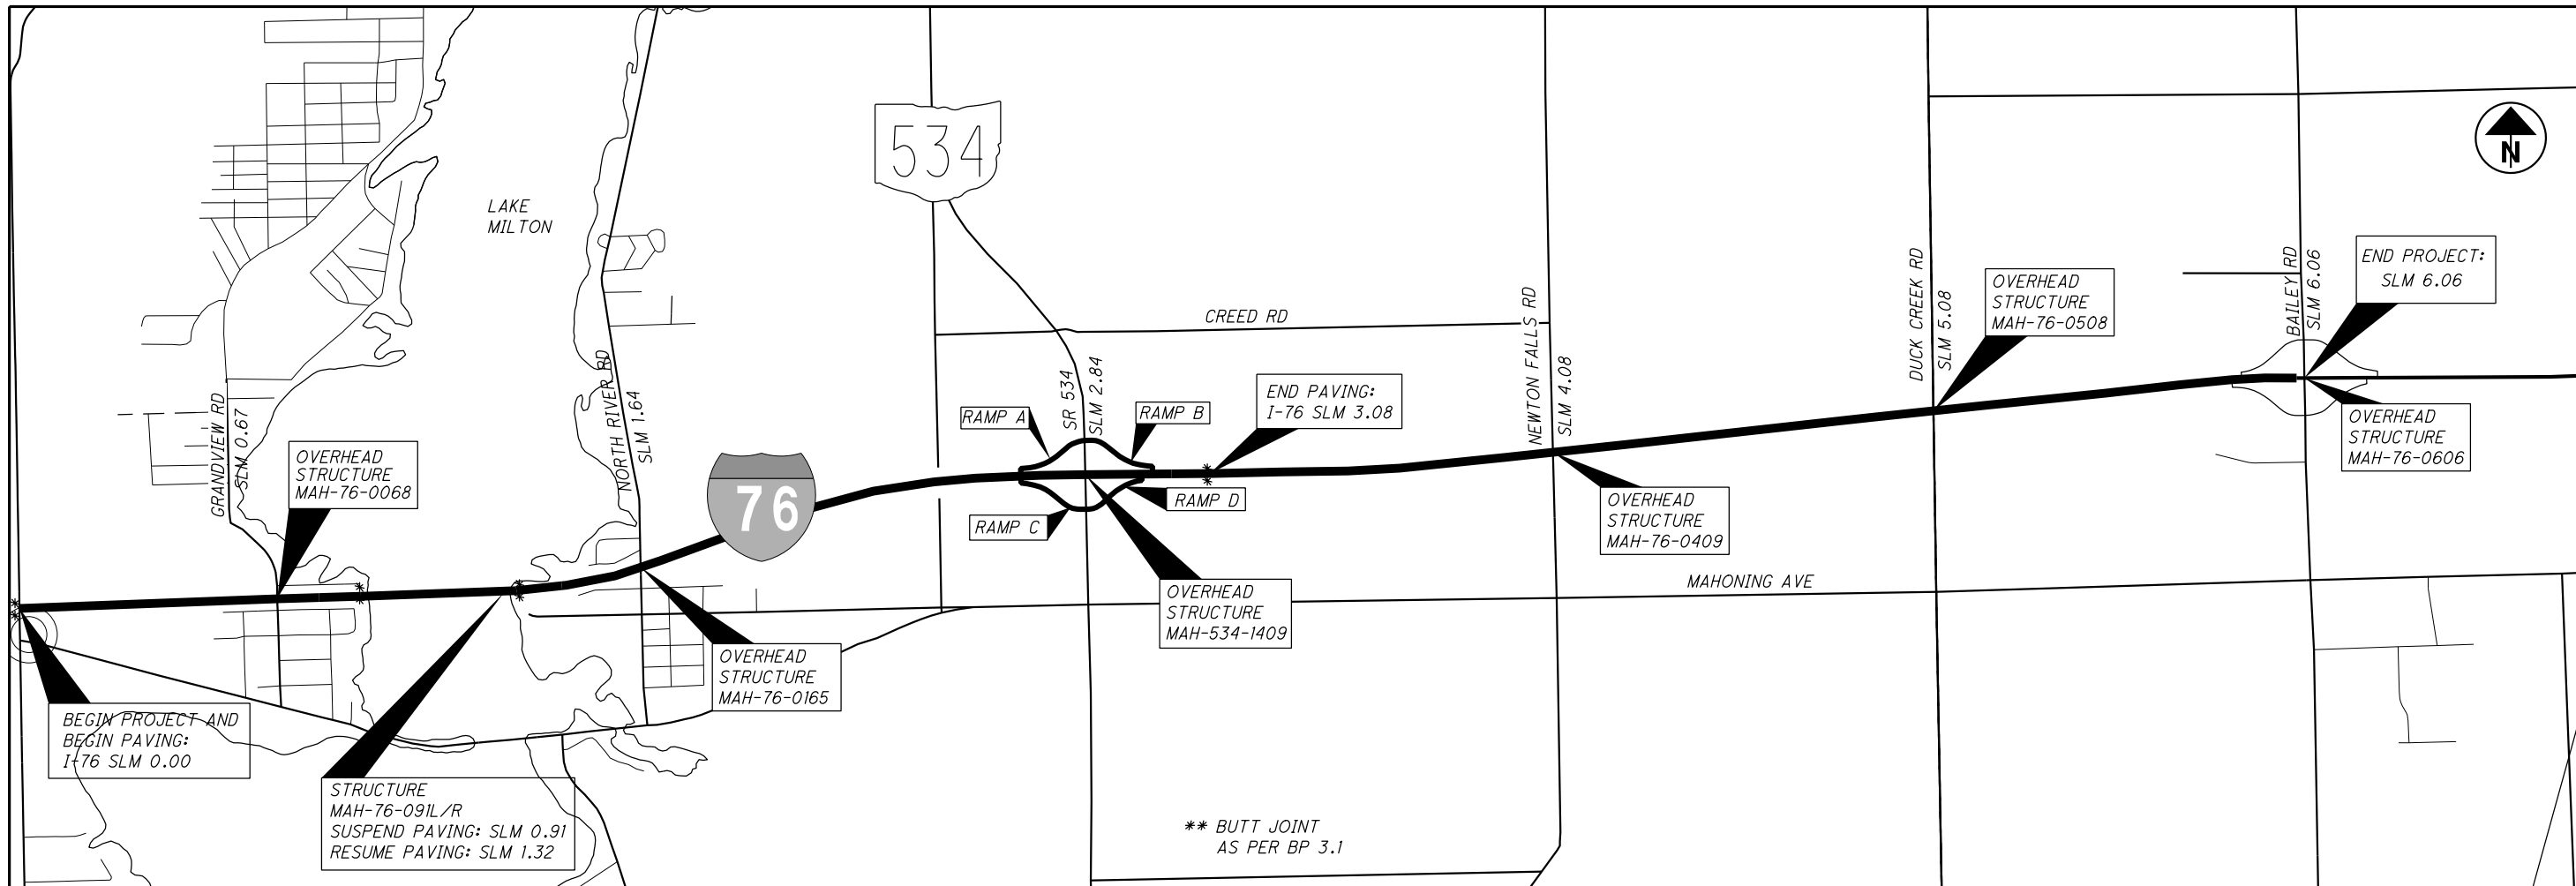 LAKE
MILTON
534
N
GRANDVIEW RD
SLM 0.67
OVERHEAD
STRUCTURE
MAH-76-0068
NORTH RIVER RD
SLM 1.64
76
RAMP A
SR 534
SLM 2.84
RAMP B
RAMP C
RAMP D
CREED RD
END PAVING:
I-76 SLM 3.08
NEWTON FALLS RD
SLM 4.08
DUCK CREEK RD
SLM 5.08
OVERHEAD
STRUCTURE
MAH-76-0508
BAILEY RD
SLM 6.06
END PROJECT:
SLM 6.06
OVERHEAD
STRUCTURE
MAH-76-0606
OVERHEAD
STRUCTURE
MAH-76-0409
MAHONING AVE
OVERHEAD
STRUCTURE
MAH-534-1409
OVERHEAD
STRUCTURE
MAH-76-0165
BEGIN PROJECT AND
BEGIN PAVING:
I-76 SLM 0.00
STRUCTURE
MAH-76-091L/R
SUSPEND PAVING: SLM 0.91
RESUME PAVING: SLM 1.32
** BUTT JOINT
AS PER BP 3.1